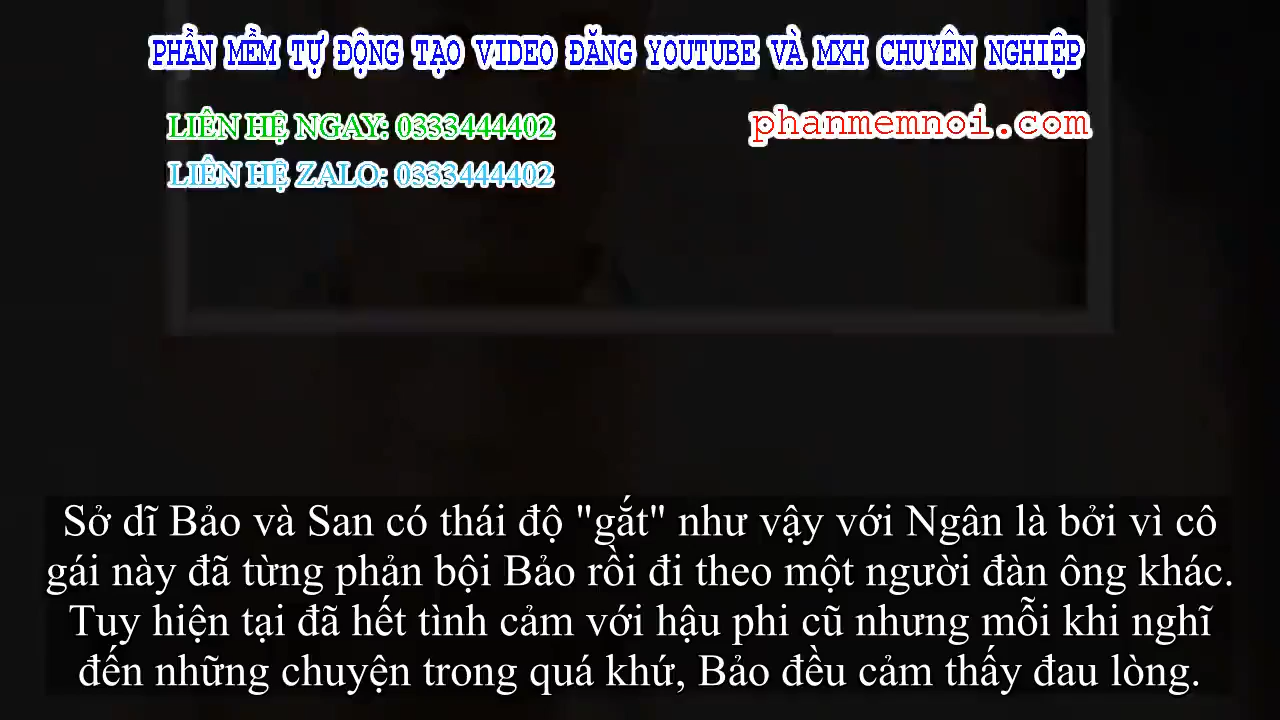 PHẦN MỀM TỰ ĐỘNG TẠO VIDEO ĐĂNG YOUTUBE VÀ MXH CHUYÊN NGHIỆP
LIÊN HỆ NGAY: 0333444402
phanmemnoi.com
LIÊN HỆ ZALO: 0333444402
Sở dĩ Bảo và San có thái độ "gắt" như vậy với Ngân là bởi vì cô
gái này đã từng phản bội Bảo rồi đi theo một người đàn ông khác.
Tuy hiện tại đã hết tình cảm với hậu phi cũ nhưng mỗi khi nghĩ
đến những chuyện trong quá khứ, Bảo đều cảm thấy đau lòng.